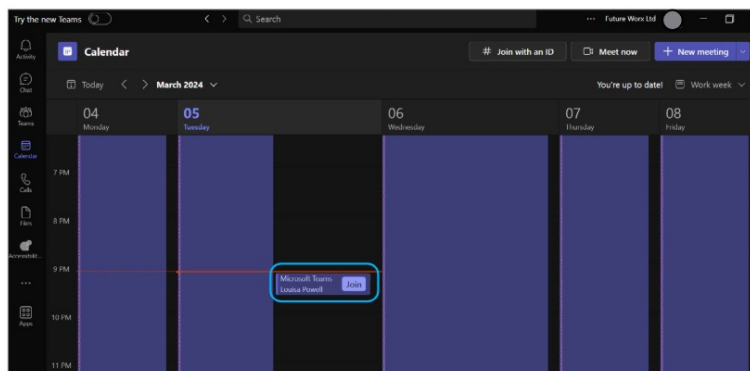 Try the new Teams
Search
Future Worx Ltd
Activity
Chat
Teams
Calendar
Calls
Files
Accessibilit...
Apps
Calendar
Join with an ID
Meet now
New meeting
Today
March 2024
You're up to date!
Work week
04
Monday
05
Tuesday
06
Wednesday
07
Thursday
08
Friday
7 PM
8 PM
9 PM
10 PM
11 PM
Microsoft Teams
Louisa Powell
Join